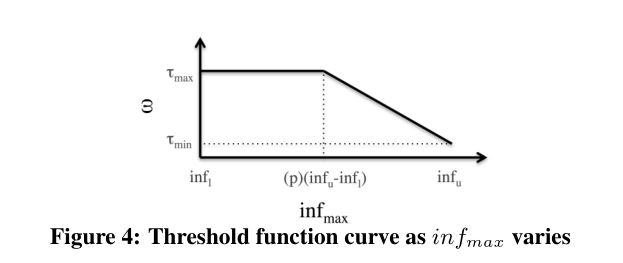 τmax
ω
τmin
infl (p)(infu-infl) infu
infmax
Figure 4: Threshold function curve as infmax varies